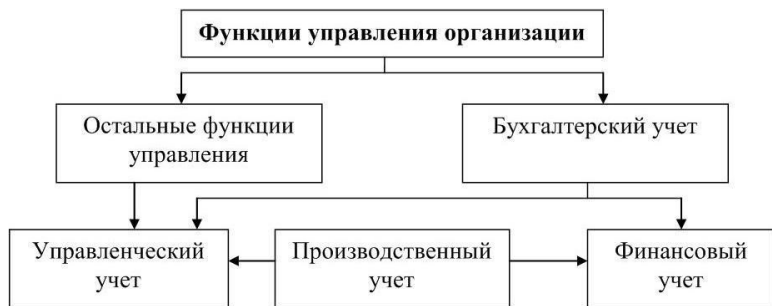 Функции управления организации
Остальные функции
управления
Бухгалтерский учет
Управленческий
учет
Производственный
учет
Финансовый
учет